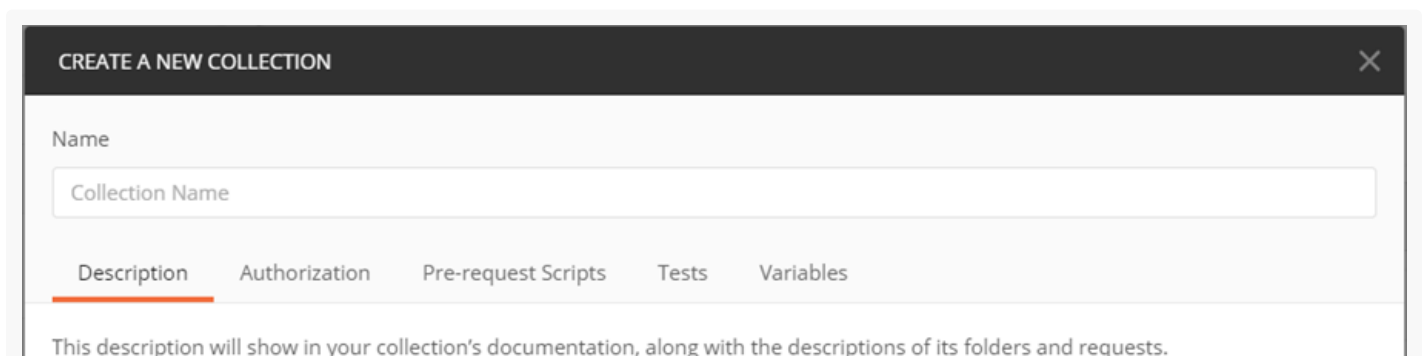 CREATE A NEW COLLECTION
Name
Collection Name
Description Authorization Pre-request Scripts Tests Variables
This description will show in your collection's documentation, along with the descriptions of its folders and requests.